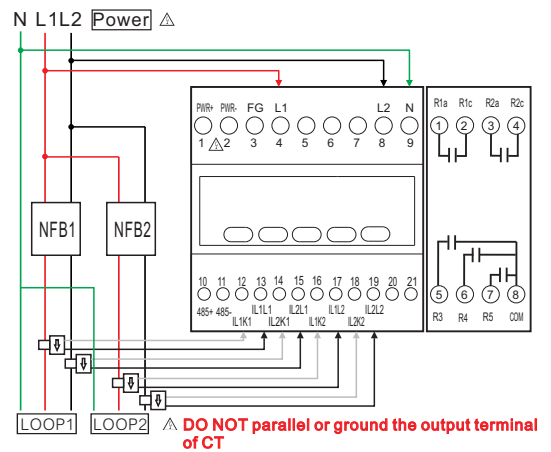 N L1L2 Power ⚠
PWR+ PWR- FG L1 L2 N
1 ⚠ 2 3 4 5 6 7 8 9
R1a R1c R2a R2c
1 2 3 4
NFB1 NFB2
10 11 12 13 14 15 16 17 18 19 20 21
485+ 485- IL1L1 IL2L1 IL1L2 IL2L2
IL1K1 IL2K1 IL1K2 IL2K2
5 6 7 8
R3 R4 R5 COM
LOOP1 LOOP2 ⚠ DO NOT parallel or ground the output terminal
of CT